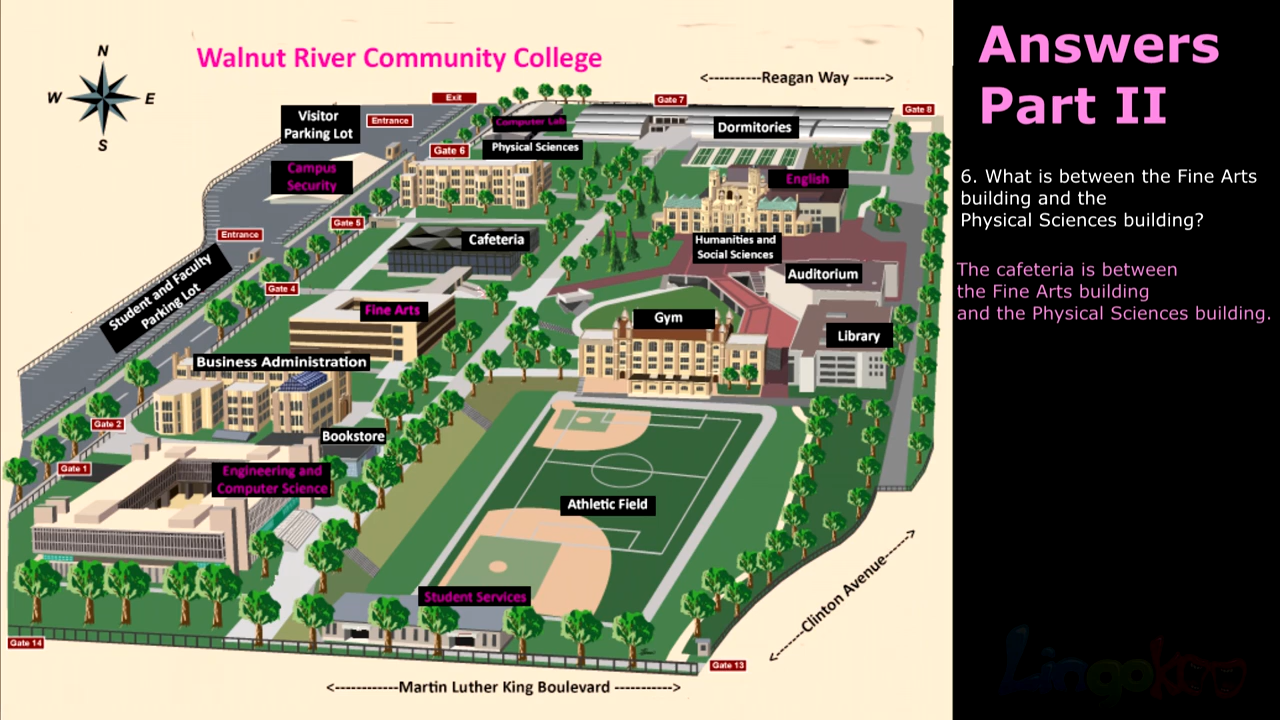 Walnut River Community College
N
W E
S
<----------Reagan Way ------>
Exit
Gate 7
Gate 8
Visitor
Parking Lot
Entrance
Computer Lab
Dormitories
Physical Sciences
Gate 6
Campus
Security
English
Gate 5
Entrance
Cafeteria
Humanities and
Social Sciences
Student and Faculty
Parking Lot
Auditorium
Gate 4
Fine Arts
Gym
Library
Business Administration
Gate 2
Bookstore
Gate 1
Engineering and
Computer Science
Athletic Field
Student Services
<-------Clinton Avenue------->
Gate 14
Gate 13
<------------Martin Luther King Boulevard ----------->
Answers
Part II
6. What is between the Fine Arts
building and the
Physical Sciences building?
The cafeteria is between
the Fine Arts building
and the Physical Sciences building.
Lingokoo